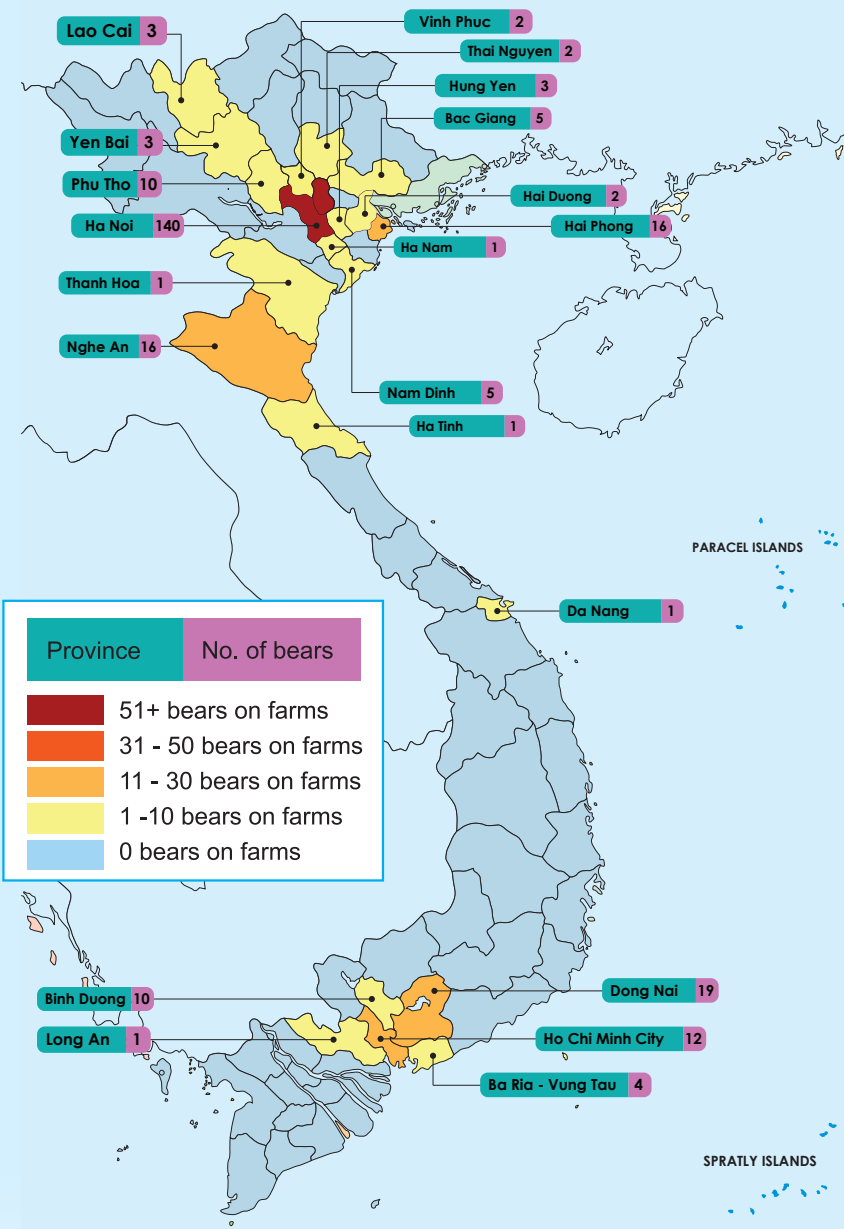 Vinh Phuc 2
Lao Cai 3
Thai Nguyen 2
Hung Yen 3
Bac Giang 5
Yen Bai 3
Phu Tho 10
Hai Duong 2
Ha Noi 140
Hai Phong 16
Ha Nam 1
Thanh Hoa 1
Nghe An 16
Nam Dinh 5
Ha Tinh 1
PARACEL ISLANDS
Da Nang 1
Province No. of bears
51+ bears on farms
31 - 50 bears on farms
11 - 30 bears on farms
1 -10 bears on farms
0 bears on farms
Dong Nai 19
Binh Duong 10
Long An 1
Ho Chi Minh City 12
Ba Ria - Vung Tau 4
SPRATLY ISLANDS